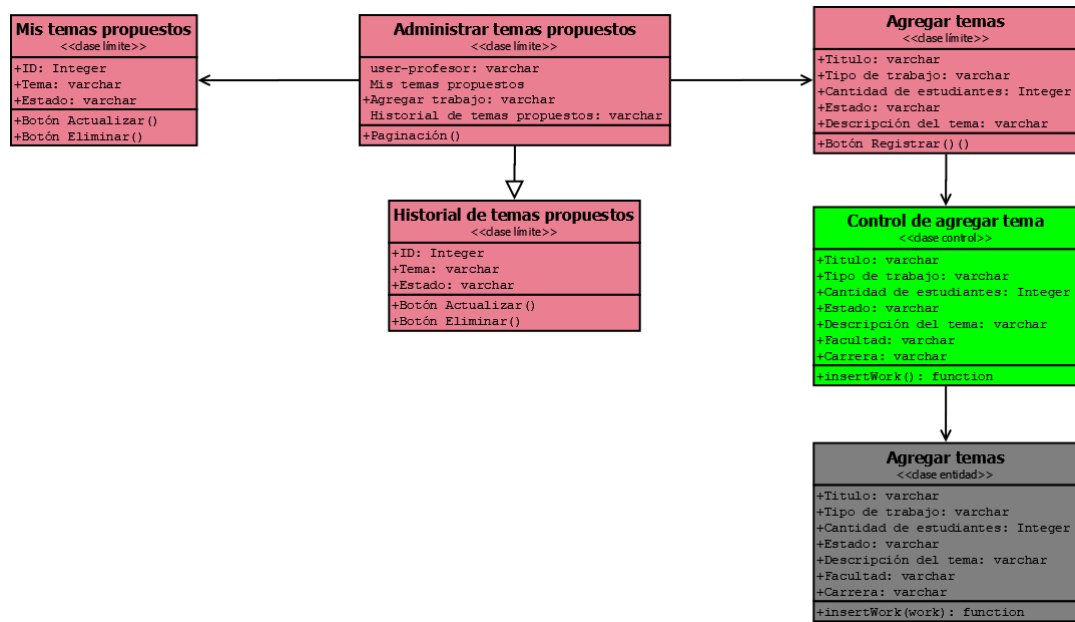 Mis temas propuestos
<<clase límite>>
+ID: Integer
+Tema: varchar
+Estado: varchar
+Botón Actualizar()
+Botón Eliminar()
Administrar temas propuestos
<<clase límite>>
user-profesor: varchar
Mis temas propuestos
+Agregar trabajo: varchar
Historial de temas propuestos: varchar
+Paginación()
Agregar temas
<<clase límite>>
+Titulo: varchar
+Tipo de trabajo: varchar
+Cantidad de estudiantes: Integer
+Estado: varchar
+Descripción del tema: varchar
+Botón Registrar()()
Historial de temas propuestos
<<clase límite>>
+ID: Integer
+Tema: varchar
+Estado: varchar
+Botón Actualizar()
+Botón Eliminar()
Control de agregar tema
<<clase control>>
+Titulo: varchar
+Tipo de trabajo: varchar
+Cantidad de estudiantes: Integer
+Estado: varchar
+Descripción del tema: varchar
+Facultad: varchar
+Carrera: varchar
+insertWork(): function
Agregar temas
<<clase entidad>>
+Titulo: varchar
+Tipo de trabajo: varchar
+Cantidad de estudiantes: Integer
+Estado: varchar
+Descripción del tema: varchar
+Facultad: varchar
+Carrera: varchar
+insertWork(work): function